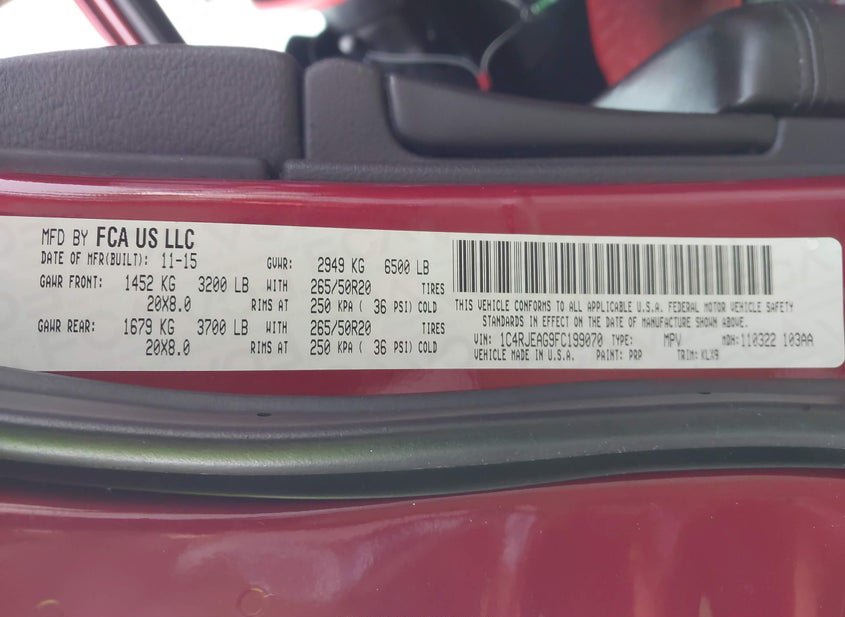 MFD BY FCA US LLC
DATE OF MFR(BUILT): 11-15 GVWR: 2949 KG 6500 LB
GAWR FRONT: 1452 KG 3200 LB WITH 265/50R20 TIRES
20X8.0 RIMS AT 250 KPA ( 36 PSI) COLD
GAWR REAR: 1679 KG 3700 LB WITH 265/50R20 TIRES
20X8.0 RIMS AT 250 KPA ( 36 PSI) COLD
THIS VEHICLE CONFORMS TO ALL APPLICABLE U.S.A. FEDERAL MOTOR VEHICLE SAFETY
STANDARDS IN EFFECT ON THE DATE OF MANUFACTURE SHOWN ABOVE.
VIN: 1C4RJEAG9FC199070 TYPE: MPV MDH:110322 103AA
VEHICLE MADE IN U.S.A. PAINT: PRP TRIM: KLX9